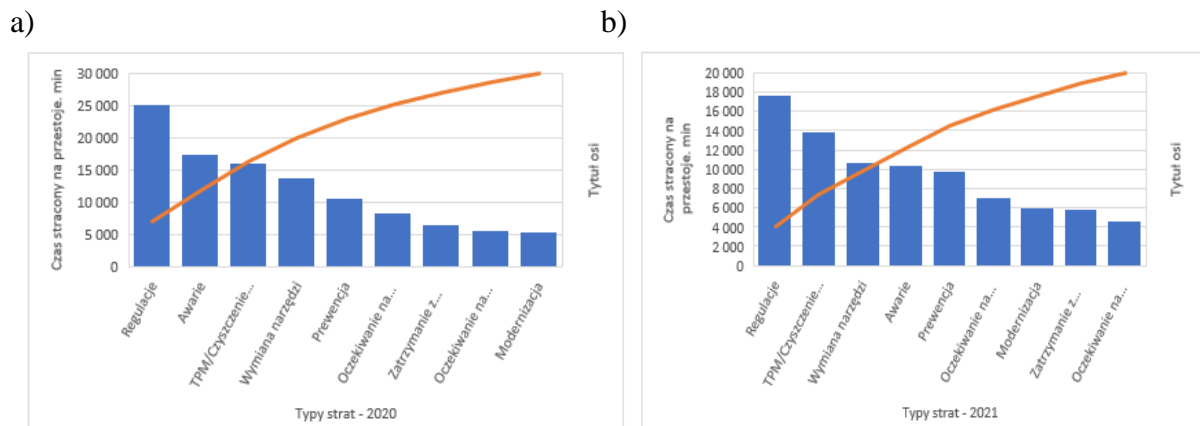 a)
Czas stracony na przestoje. min
30 000
25 000
20 000
15 000
10 000
5 000
0
Regulacje
Awarie
TPM/Czyszczenie...
Wymiana narzędzi
Prewencja
Oczekiwanie na...
Zatrzymanie z...
Oczekiwanie na...
Modernizacja
Tytuł osi
Typy strat - 2020
b)
Czas stracony na
przestoje. min
20 000
18 000
16 000
14 000
12 000
10 000
8 000
6 000
4 000
2 000
0
Regulacje
TPM/Czyszczenie...
Wymiana narzędzi
Awarie
Prewencja
Oczekiwanie na...
Modernizacja
Zatrzymanie z...
Oczekiwanie na...
Tytuł osi
Typy strat - 2021